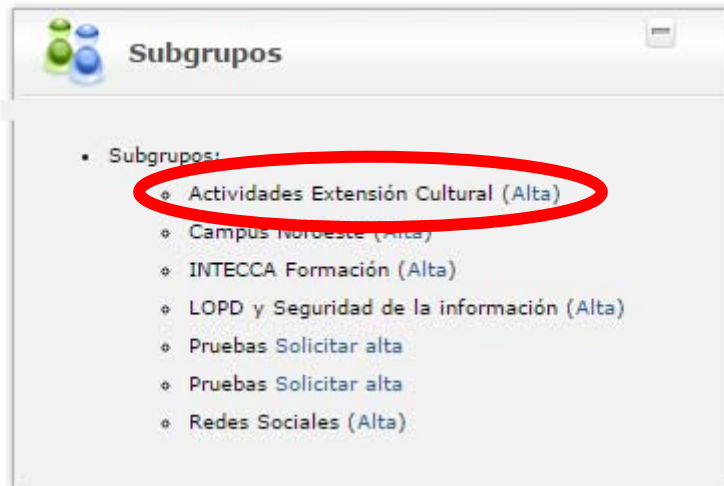 Subgrupos
Subgrupos:
Actividades Extensión Cultural (Alta)
Campus Noroeste (Alta)
INTECCA Formación (Alta)
LOPD y Seguridad de la información (Alta)
Pruebas Solicitar alta
Pruebas Solicitar alta
Redes Sociales (Alta)